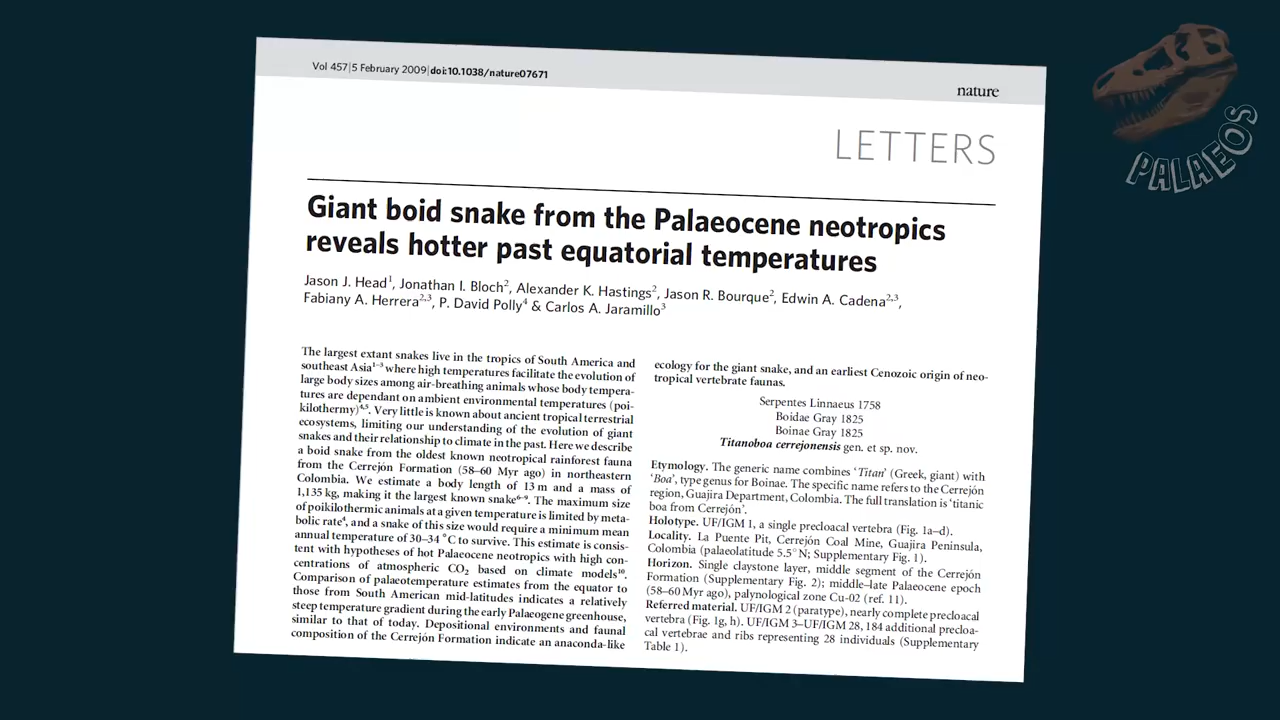 Vol 457|5 February 2009|doi:10.1038/nature07671
nature
LETTERS
Giant boid snake from the Palaeocene neotropics
reveals hotter past equatorial temperatures
Jason J. Head1, Jonathan I. Bloch2, Alexander K. Hastings2, Jason R. Bourque2, Edwin A. Cadena2,3,
Fabiany A. Herrera2,3, P. David Polly4 & Carlos A. Jaramillo3
The largest extant snakes live in the tropics of South America and
southeast Asia1–3 where high temperatures facilitate the evolution of
large body sizes among air-breathing animals whose body tempera-
tures are dependant on ambient environmental temperatures (poi-
kilothermy)4,5. Very little is known about ancient tropical terrestrial
ecosystems, limiting our understanding of the evolution of giant
snakes and their relationship to climate in the past. Here we describe
a boid snake from the oldest known neotropical rainforest fauna
from the Cerrejón Formation (58–60 Myr ago) in northeastern
Colombia. We estimate a body length of 13 m and a mass of
1,135 kg, making it the largest known snake6–9. The maximum size
of poikilothermic animals at a given temperature is limited by meta-
bolic rate4, and a snake of this size would require a minimum mean
annual temperature of 30–34 °C to survive. This estimate is consis-
tent with hypotheses of hot Palaeocene neotropics with high con-
centrations of atmospheric CO2 based on climate models10.
Comparison of palaeotemperature estimates from the equator to
those from South American mid-latitudes indicates a relatively
steep temperature gradient during the early Palaeogene greenhouse,
similar to that of today. Depositional environments and faunal
composition of the Cerrejón Formation indicate an anaconda-like
ecology for the giant snake, and an earliest Cenozoic origin of neo-
tropical vertebrate faunas.
Serpentes Linnaeus 1758
Boidae Gray 1825
Boinae Gray 1825
Titanoboa cerrejonensis gen. et sp. nov.
Etymology. The generic name combines 'Titan' (Greek, giant) with
'Boa', type genus for Boinae. The specific name refers to the Cerrejón
region, Guajira Department, Colombia. The full translation is 'titanic
boa from Cerrejón'.
Holotype. UF/IGM 1, a single precloacal vertebra (Fig. 1a–d).
Locality. La Puente Pit, Cerrejón Coal Mine, Guajira Peninsula,
Colombia (palaeolatitude 5.5° N; Supplementary Fig. 1).
Horizon. Single claystone layer, middle segment of the Cerrejón
Formation (Supplementary Fig. 2); middle–late Palaeocene epoch
(58–60 Myr ago), palynological zone Cu-02 (ref. 11).
Referred material. UF/IGM 2 (paratype), nearly complete precloacal
vertebra (Fig. 1g, h). UF/IGM 3–UF/IGM 28, 184 additional precloa-
cal vertebrae and ribs representing 28 individuals (Supplementary
Table 1).
PALAEOS